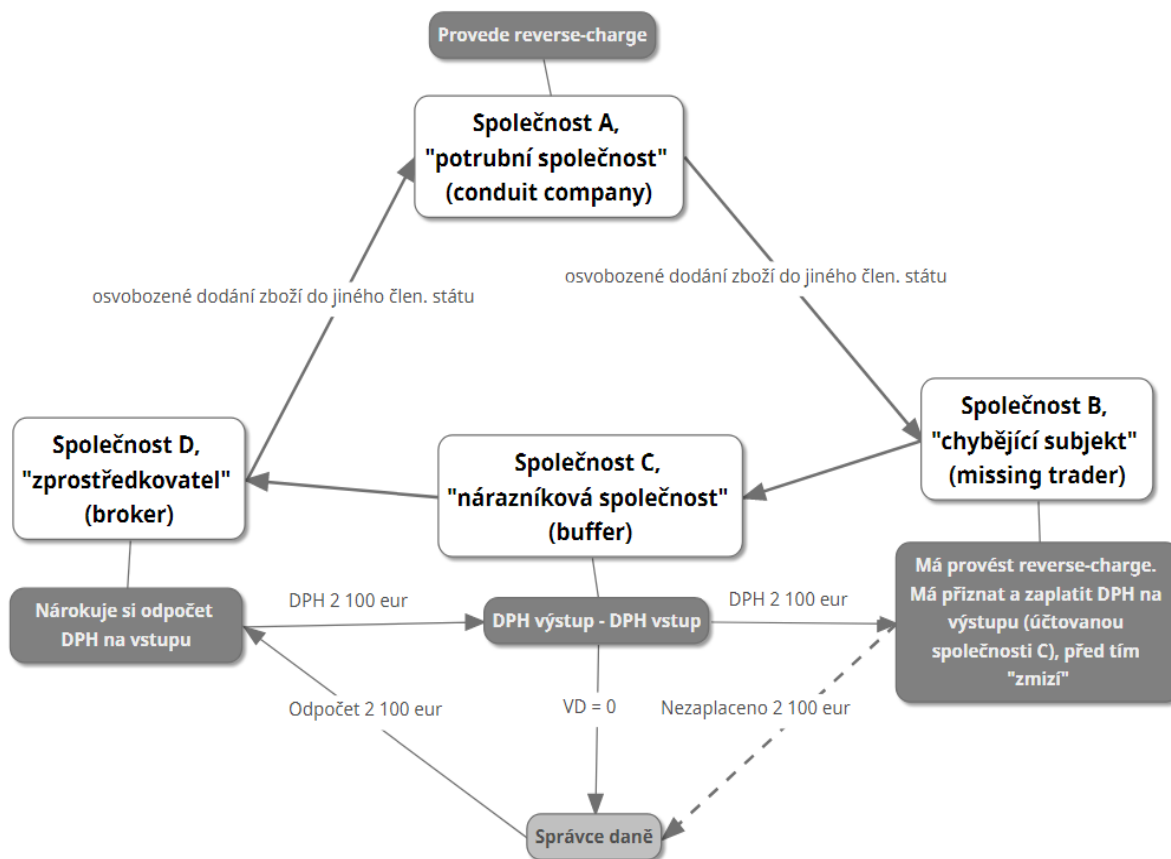 Provede reverse-charge
Společnost A,
"potrubní společnost"
(conduit company)
osvobozené dodání zboží do jiného člen. státu
osvobozené dodání zboží do jiného člen. státu
Společnost B,
"chybějící subjekt"
(missing trader)
Společnost D,
"zprostředkovatel"
(broker)
Společnost C,
"nárazníková společnost"
(buffer)
Má provést reverse-charge.
Má přiznat a zaplatit DPH na
výstupu (účtovanou
společnosti C), před tím
"zmizí"
Nárokuje si odpočet
DPH na vstupu
DPH 2 100 eur
DPH výstup - DPH vstup
DPH 2 100 eur
Odpočet 2 100 eur
VD = 0
Nezaplaceno 2 100 eur
Správce daně